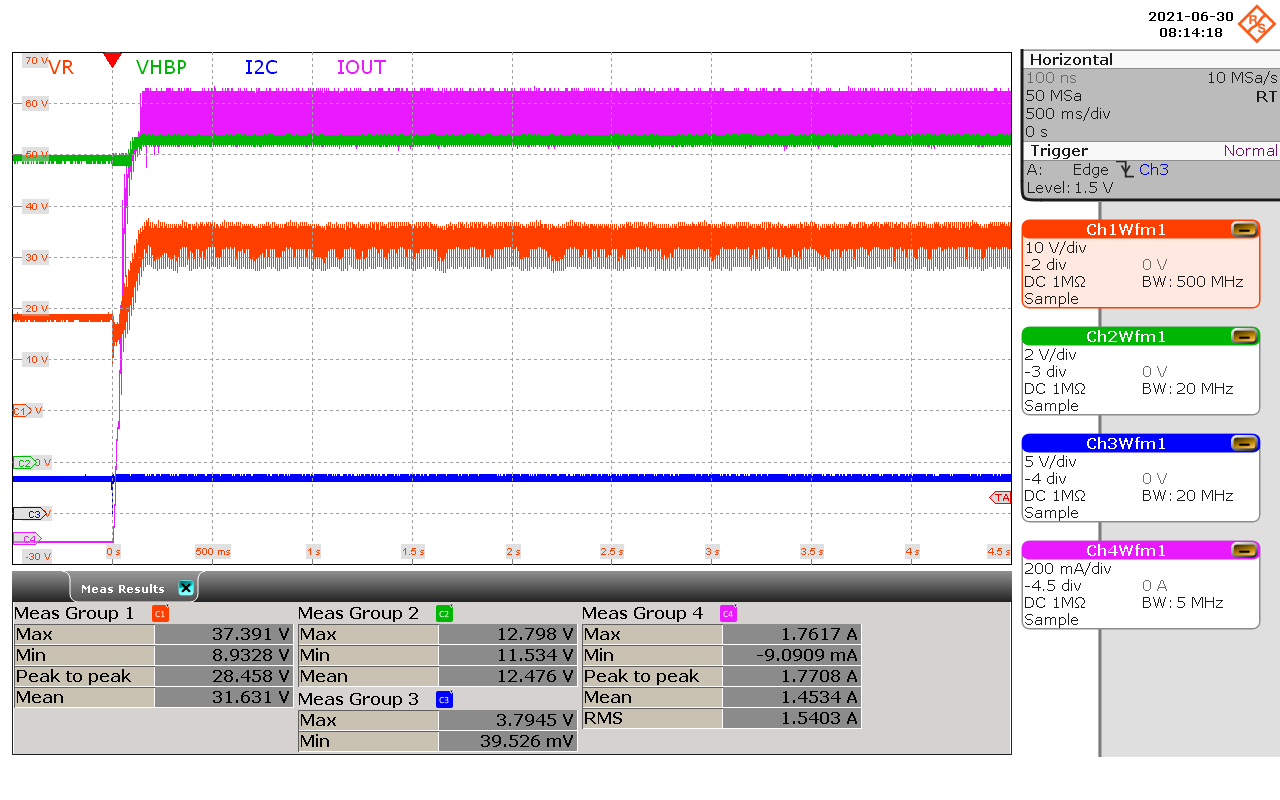 2021-06-30
08:14:18
R
S
VR VHBP I2C IOUT
70 V
60 V
50 V
40 V
30 V
20 V
10 V
C1 V
C2 0 V
C3 V
C4
-30 V
0 s 500 ms 1 s 1.5 s 2 s 2.5 s 3 s 3.5 s 4 s 4.5 s
TA
Horizontal
100 ns 10 MSa/s
50 MSa RT
500 ms/div
0 s
Trigger Normal
A: Edge Ch3
Level: 1.5 V
Ch1Wfm1
10 V/div
-2 div 0 V
DC 1MΩ BW: 500 MHz
Sample
Ch2Wfm1
2 V/div
-3 div 0 V
DC 1MΩ BW: 20 MHz
Sample
Ch3Wfm1
5 V/div
-4 div 0 V
DC 1MΩ BW: 20 MHz
Sample
Ch4Wfm1
200 mA/div
-4.5 div 0 A
DC 1MΩ BW: 5 MHz
Sample
Meas Results
Meas Group 1 C1
Max 37.391 V
Min 8.9328 V
Peak to peak 28.458 V
Mean 31.631 V
Meas Group 2 C2
Max 12.798 V
Min 11.534 V
Mean 12.476 V
Meas Group 3 C3
Max 3.7945 V
Min 39.526 mV
Meas Group 4 C4
Max 1.7617 A
Min -9.0909 mA
Peak to peak 1.7708 A
Mean 1.4534 A
RMS 1.5403 A